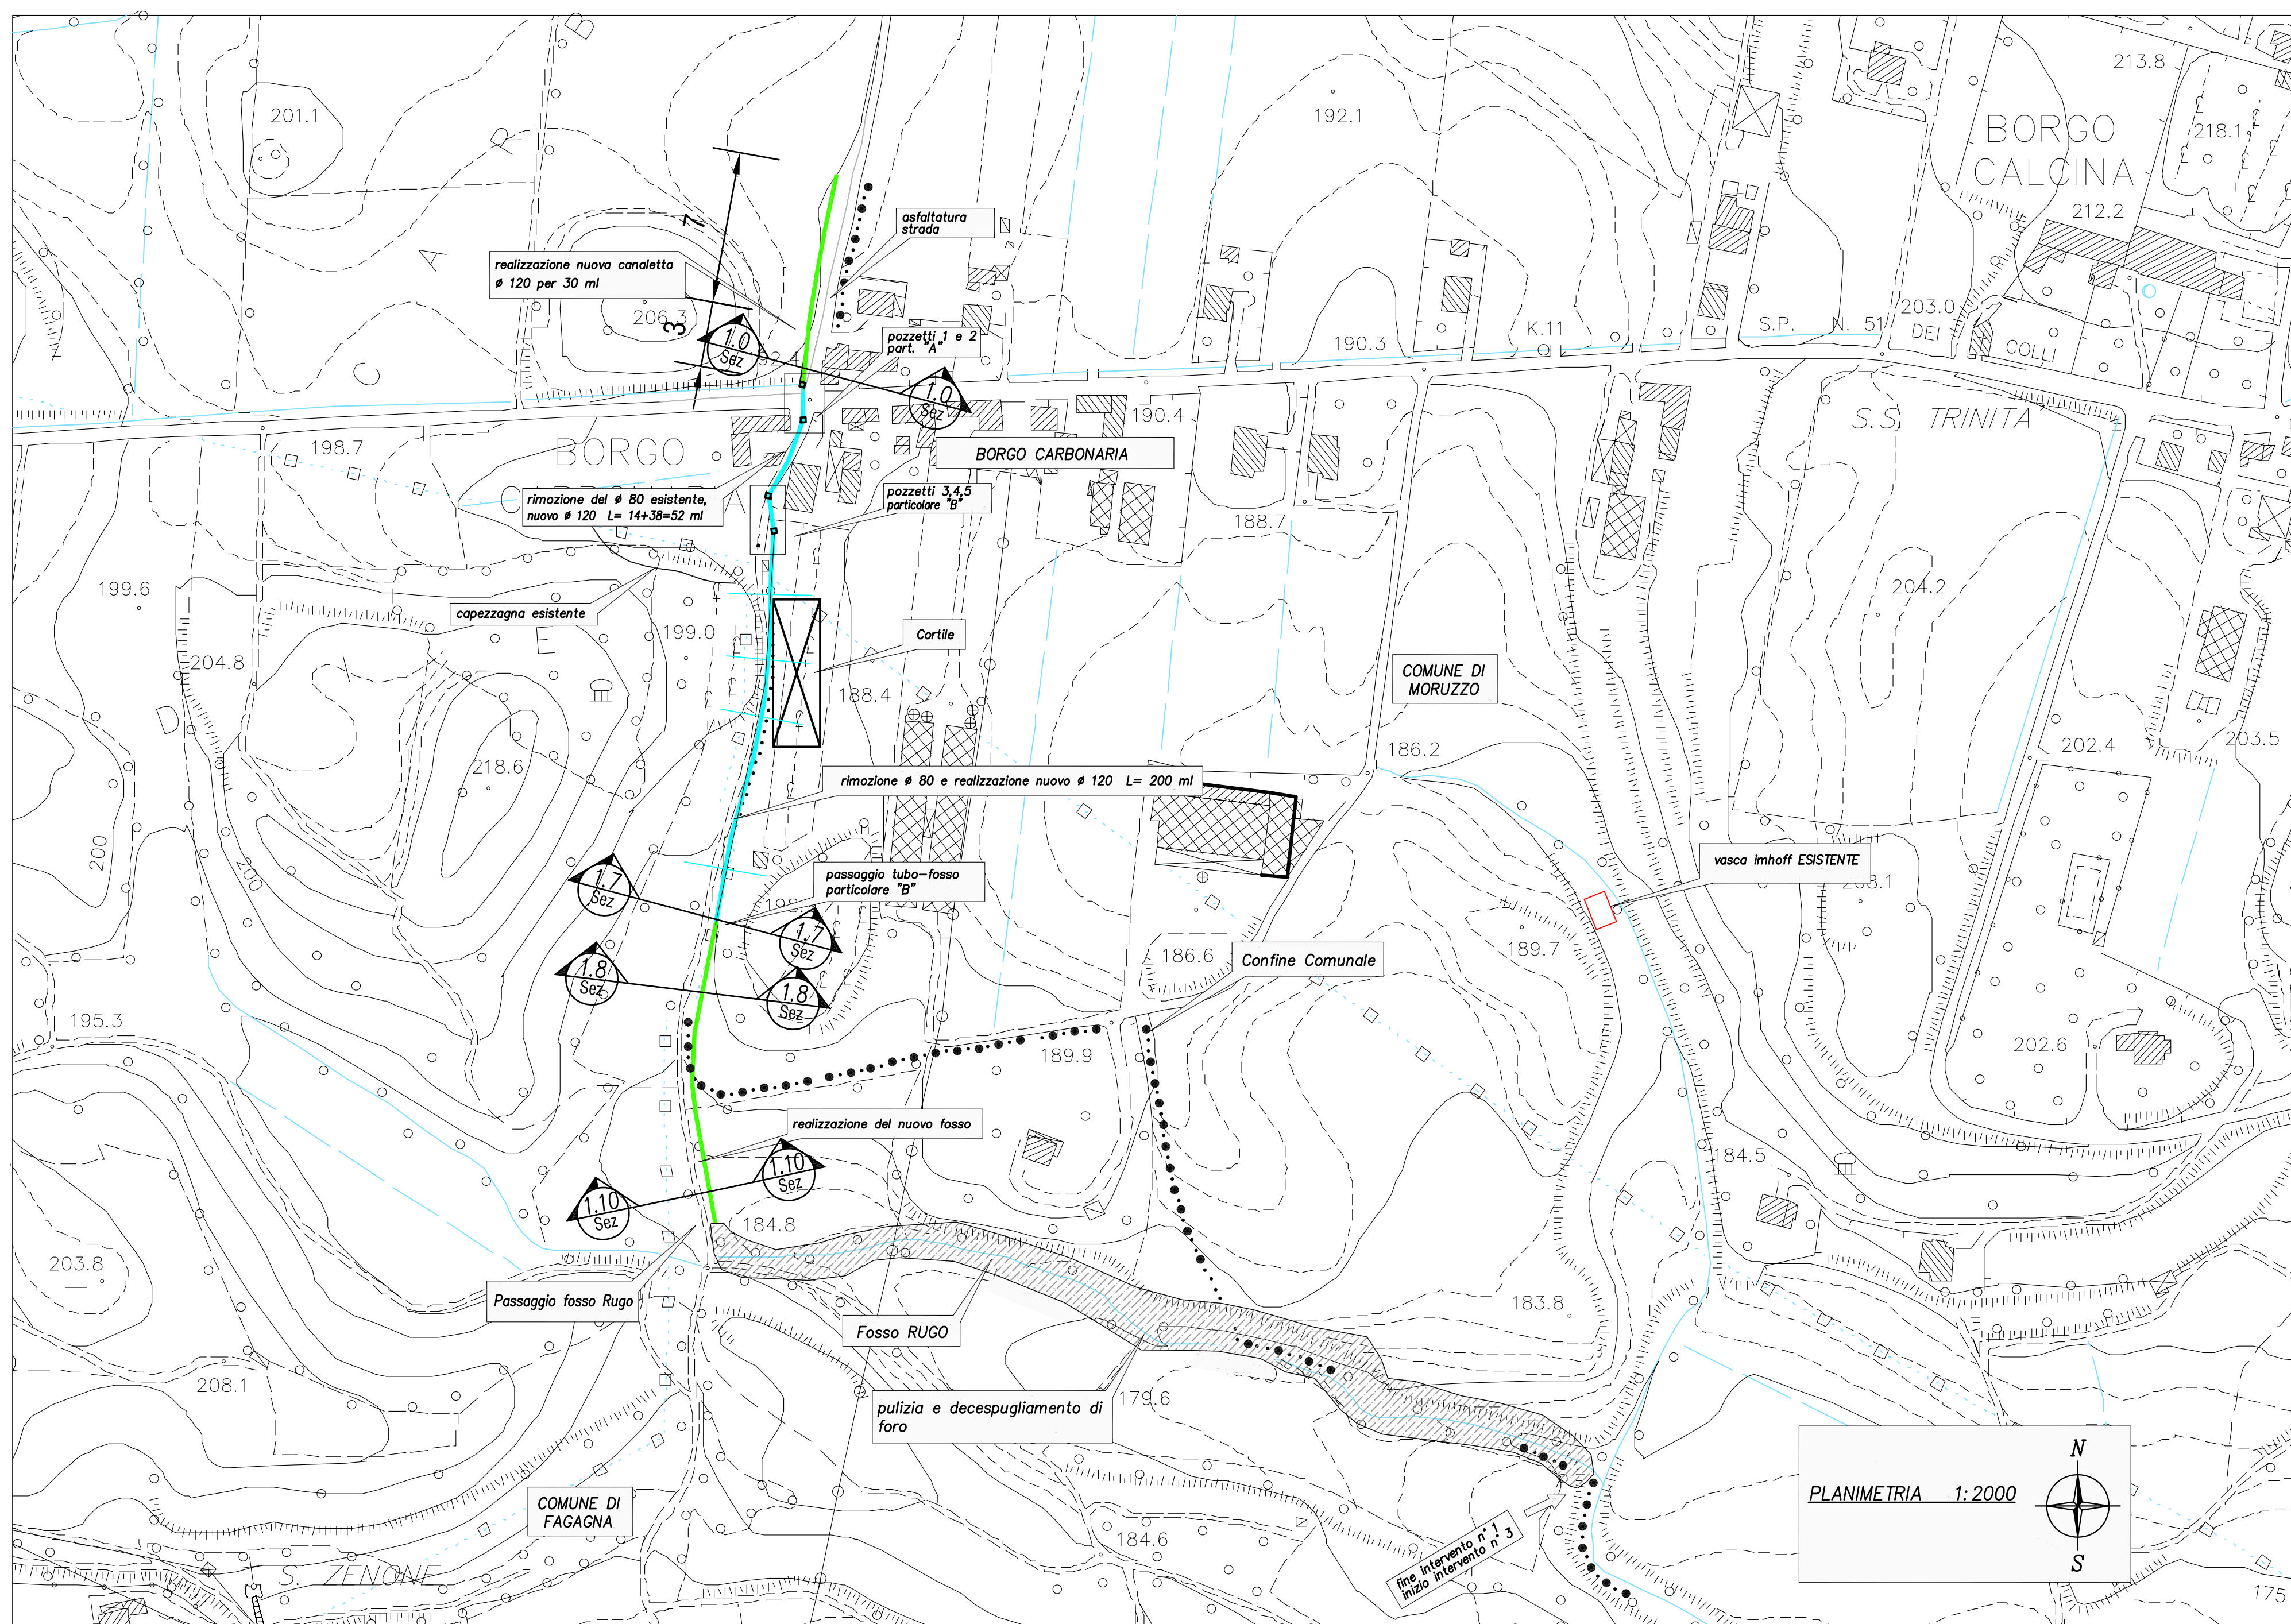 B
213.8
201.1
192.1
R
BORGO
CALCINA
218.1
212.2
7
asfaltatura
strada
A
realizzazione nuova canaletta
ø 120 per 30 ml
206.3
3
203.0
DEI
COLLI
K.11
S.P. N. 51
pozzetti 1 e 2
part. "A"
190.3
1.0
Sez
C
1.0
Sez
190.4
S.S. TRINITA'
198.7
BORGO
BORGO CARBONARIA
rimozione del ø 80 esistente,
nuovo ø 120 L= 14+38=52 ml
pozzetti 3,4,5
particolare "B"
188.7
199.6
capezzagna esistente
204.2
199.0
E
Cortile
204.8
COMUNE DI
MORUZZO
188.4
D
186.2
202.4
203.5
218.6
rimozione ø 80 e realizzazione nuovo ø 120 L= 200 ml
200
200
vasca imhoff ESISTENTE
1.7
Sez
passaggio tubo-fosso
particolare "B"
1.7
Sez
189.7
186.6
Confine Comunale
1.8
Sez
1.8
Sez
195.3
189.9
202.6
realizzazione del nuovo fosso
184.5
1.10
Sez
1.10
Sez
184.8
203.8
Passaggio fosso Rugo
183.8
Fosso RUGO
208.1
179.6
pulizia e decespugliamento di
foro
N
PLANIMETRIA 1:2000
S
COMUNE DI
FAGAGNA
184.6
fine intervento n° 1
inizio intervento n° 3
S. ZENONE
175